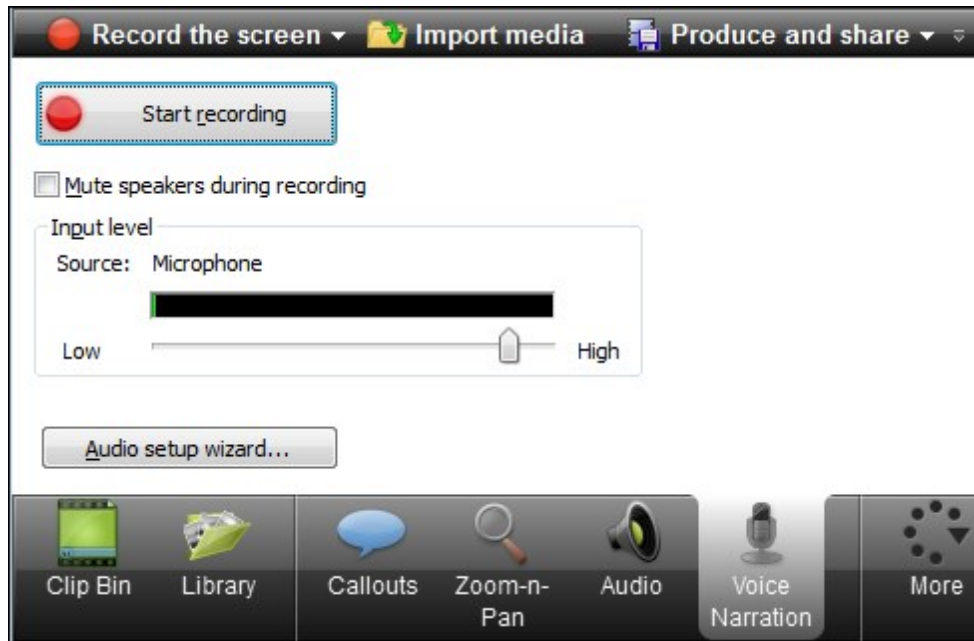 Record the screen Import media Produce and share
Start recording
Mute speakers during recording
Input level
Source: Microphone
Low High
Audio setup wizard...
Clip Bin Library Callouts Zoom-n-Pan Audio Voice Narration More